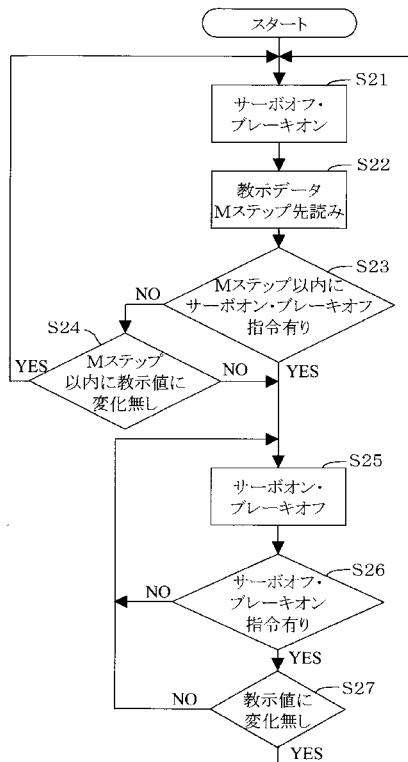 スタート
S21
サーボオフ・
ブレーキオン
S22
教示データ
Mステップ先読み
S23
Mステップ以内に
サーボオン・ブレーキオフ
指令有り
NO
YES
S24
Mステップ
以内に教示値に
変化無し
YES
NO
S25
サーボオン・
ブレーキオフ
S26
サーボオフ・
ブレーキオン
指令有り
NO
YES
S27
教示値に
変化無し
NO
YES